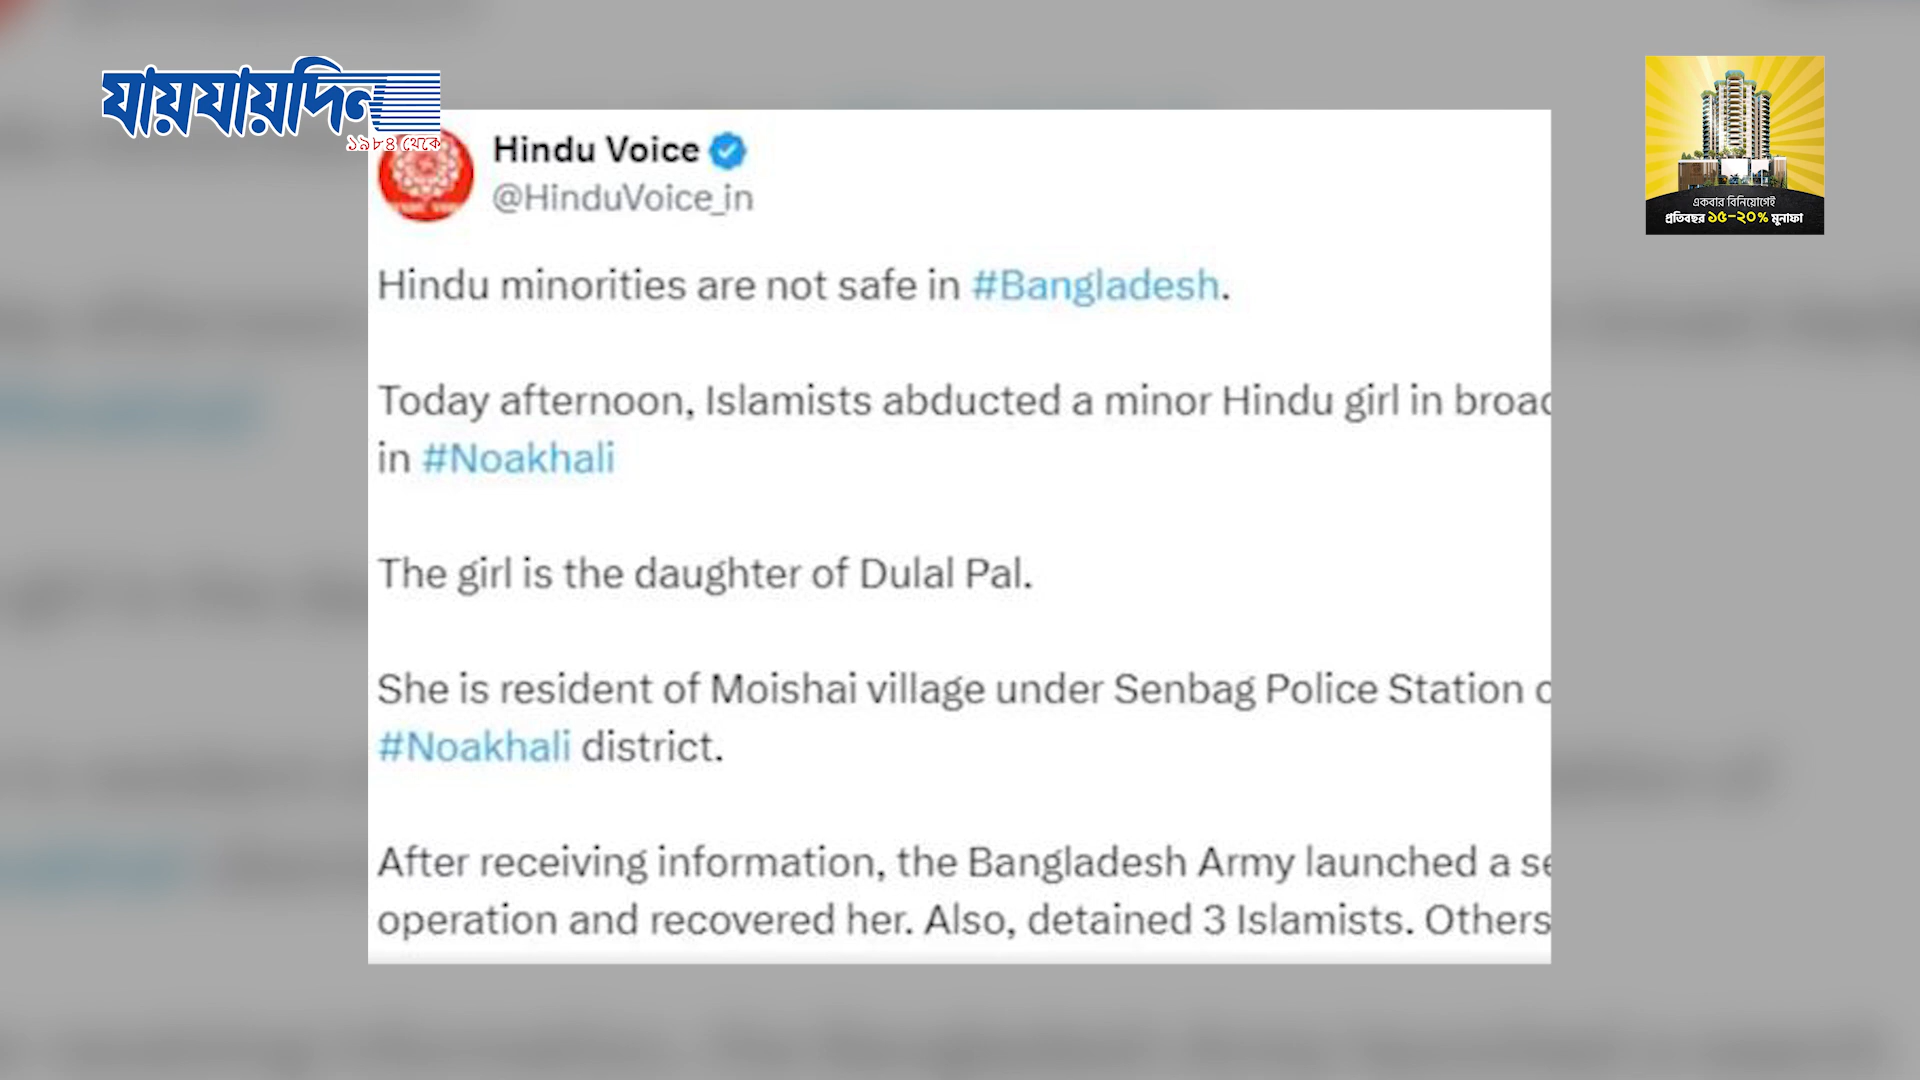 যায়যায়দিন
১৯৮৪ থেকে
Hindu Voice
@HinduVoice_in
Hindu minorities are not safe in #Bangladesh.
Today afternoon, Islamists abducted a minor Hindu girl in broad
in #Noakhali
The girl is the daughter of Dulal Pal.
She is resident of Moishai village under Senbag Police Station o
#Noakhali district.
After receiving information, the Bangladesh Army launched a se
operation and recovered her. Also, detained 3 Islamists. Others
একবার বিনিয়োগেই
প্রতিবছর ১৫-২০% মুনাফা